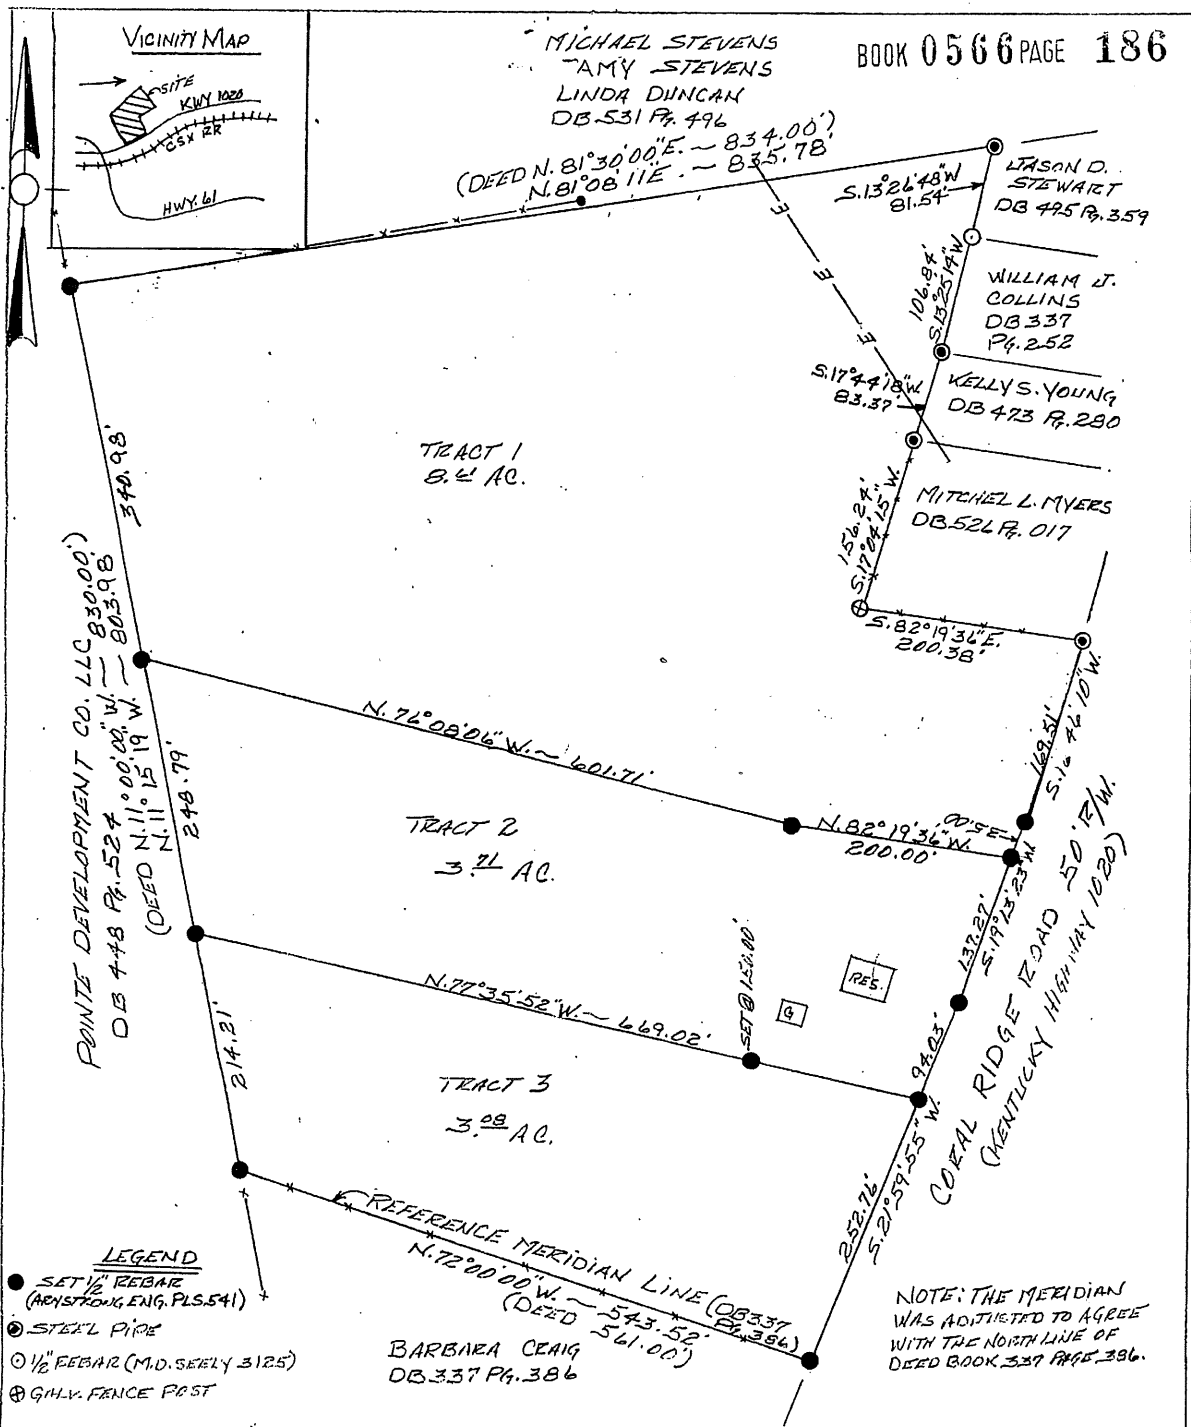 VICINITY MAP
SITE
KWY 1020
CSX RR
HWY. 61
MICHAEL STEVENS
AMY STEVENS
LINDA DUNCAN
DB 531 Pg. 496
BOOK 0566 PAGE 186
(DEED N. 81°30'00"E. ~ 834.00')
N. 81°08'11"E. ~ 835.78'
S. 13°26'48"W
81.54'
JASON D.
STEWART
DB 495 Pg. 359
106.84'
S. 13°25'14"W
WILLIAM J.
COLLINS
DB 337
PG. 252
S. 17°44'18"W.
83.37'
KELLY S. YOUNG
DB 473 Pg. 280
E
E
E
E
TRACT 1
8.61 AC.
340.98'
156.24'
S. 17°04'15"W.
MITCHEL L. MYERS
DB 526 Pg. 017
S. 82°19'36"E.
200.38'
POINTE DEVELOPMENT CO. LLC
DB 448 Pg. 524
(DEED N. 11°00'00"W. ~ 830.00')
N. 11°15'19"W. ~ 803.98'
169.51'
S. 16°46'10"W.
N. 76°08'06"W. ~ 601.71'
248.79'
TRACT 2
3.71 AC.
N. 82°19'36"W.
200.00'
35.00
137.27'
S. 19°13'23"W.
CORAL RIDGE ROAD 50' R/W.
(KENTUCKY HIGHWAY 1020)
SET @ 150.00'
RES.
G
N. 77°35'52"W. ~ 669.02'
94.03'
214.21'
TRACT 3
3.08 AC.
252.76'
S. 21°59'55"W.
REFERENCE MERIDIAN LINE (DB 337
PG. 386)
N. 72°00'00"W. ~ 543.52'
(DEED 561.00')
BARBARA CRAIG
DB 337 PG. 386
LEGEND
SET 1/2" REBAR
(ARMSTRONG ENG. PLS. 541)
STEEL PIPE
1/2" REBAR (M.D. SEELY 3125)
GALV. FENCE POST
NOTE: THE MERIDIAN
WAS ADJUSTED TO AGREE
WITH THE NORTH LINE OF
DEED BOOK 337 PAGE 386.